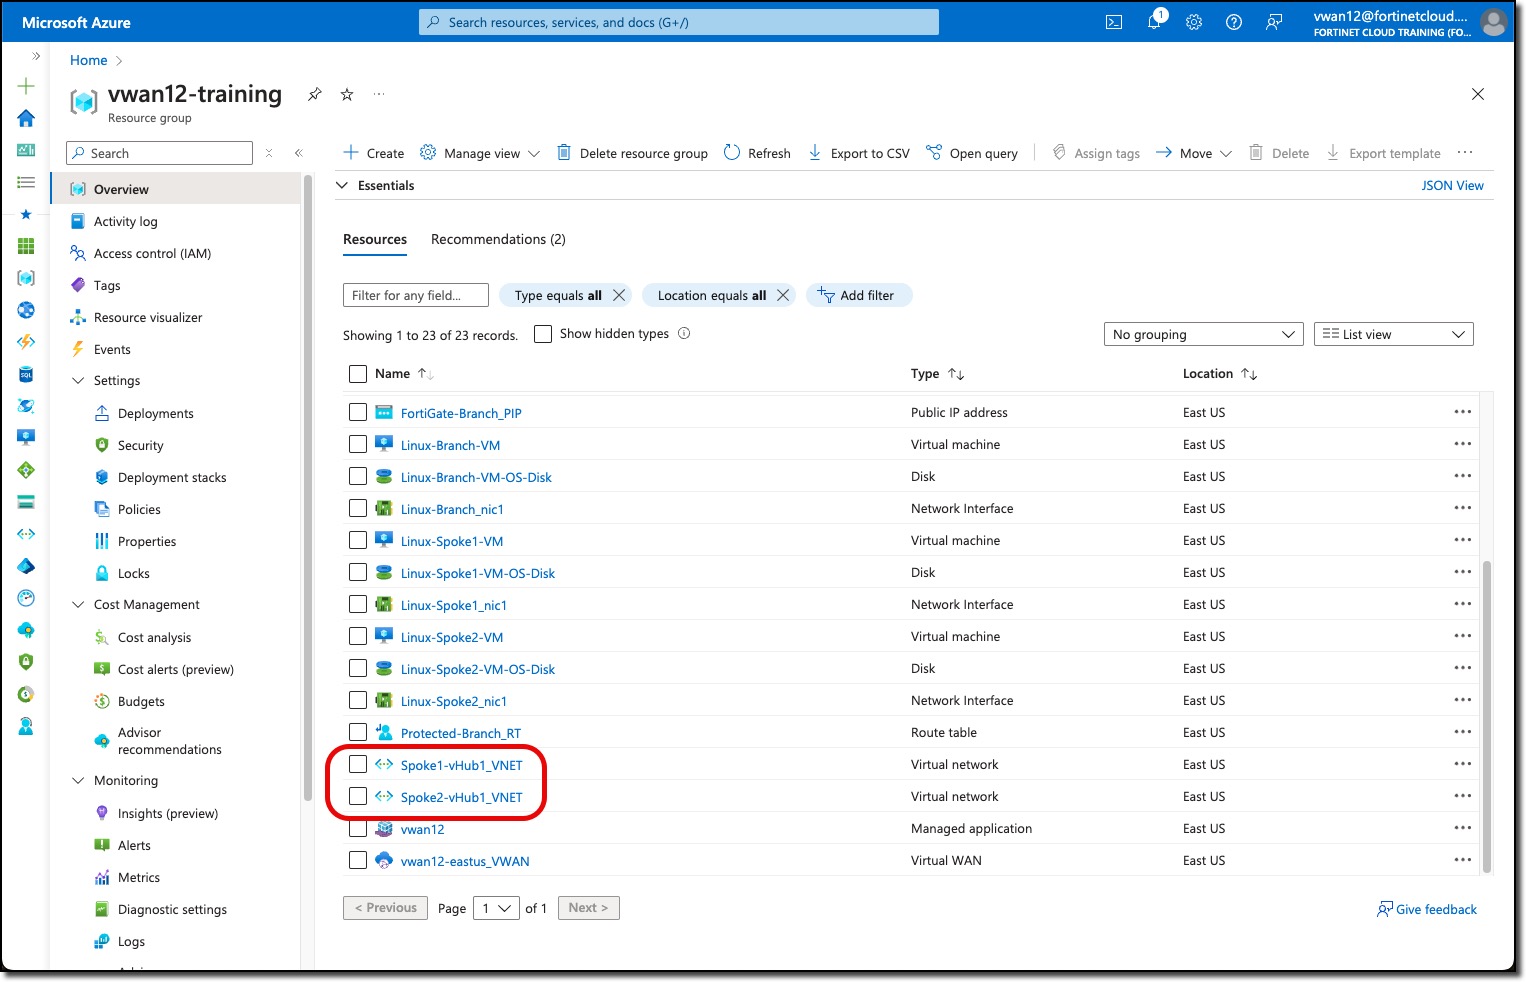 Microsoft Azure
Search resources, services, and docs (G+/)
1
vwan12@fortinetcloud....
FORTINET CLOUD TRAINING (FO...
Home
vwan12-training
Resource group
Search
Create
Manage view
Delete resource group
Refresh
Export to CSV
Open query
Assign tags
Move
Delete
Export template
Overview
Activity log
Access control (IAM)
Tags
Resource visualizer
Events
Settings
Deployments
Security
Deployment stacks
Policies
Properties
Locks
Cost Management
Cost analysis
Cost alerts (preview)
Budgets
Advisor
recommendations
Monitoring
Insights (preview)
Alerts
Metrics
Diagnostic settings
Logs
Essentials
JSON View
Resources
Recommendations (2)
Filter for any field...
Type equals all
Location equals all
Add filter
Showing 1 to 23 of 23 records.
Show hidden types
No grouping
List view
Name Type Location
FortiGate-Branch_PIP Public IP address East US
Linux-Branch-VM Virtual machine East US
Linux-Branch-VM-OS-Disk Disk East US
Linux-Branch_nic1 Network Interface East US
Linux-Spoke1-VM Virtual machine East US
Linux-Spoke1-VM-OS-Disk Disk East US
Linux-Spoke1_nic1 Network Interface East US
Linux-Spoke2-VM Virtual machine East US
Linux-Spoke2-VM-OS-Disk Disk East US
Linux-Spoke2_nic1 Network Interface East US
Protected-Branch_RT Route table East US
Spoke1-vHub1_VNET Virtual network East US
Spoke2-vHub1_VNET Virtual network East US
vwan12 Managed application East US
vwan12-eastus_VWAN Virtual WAN East US
< Previous Page 1 of 1 Next >
Give feedback